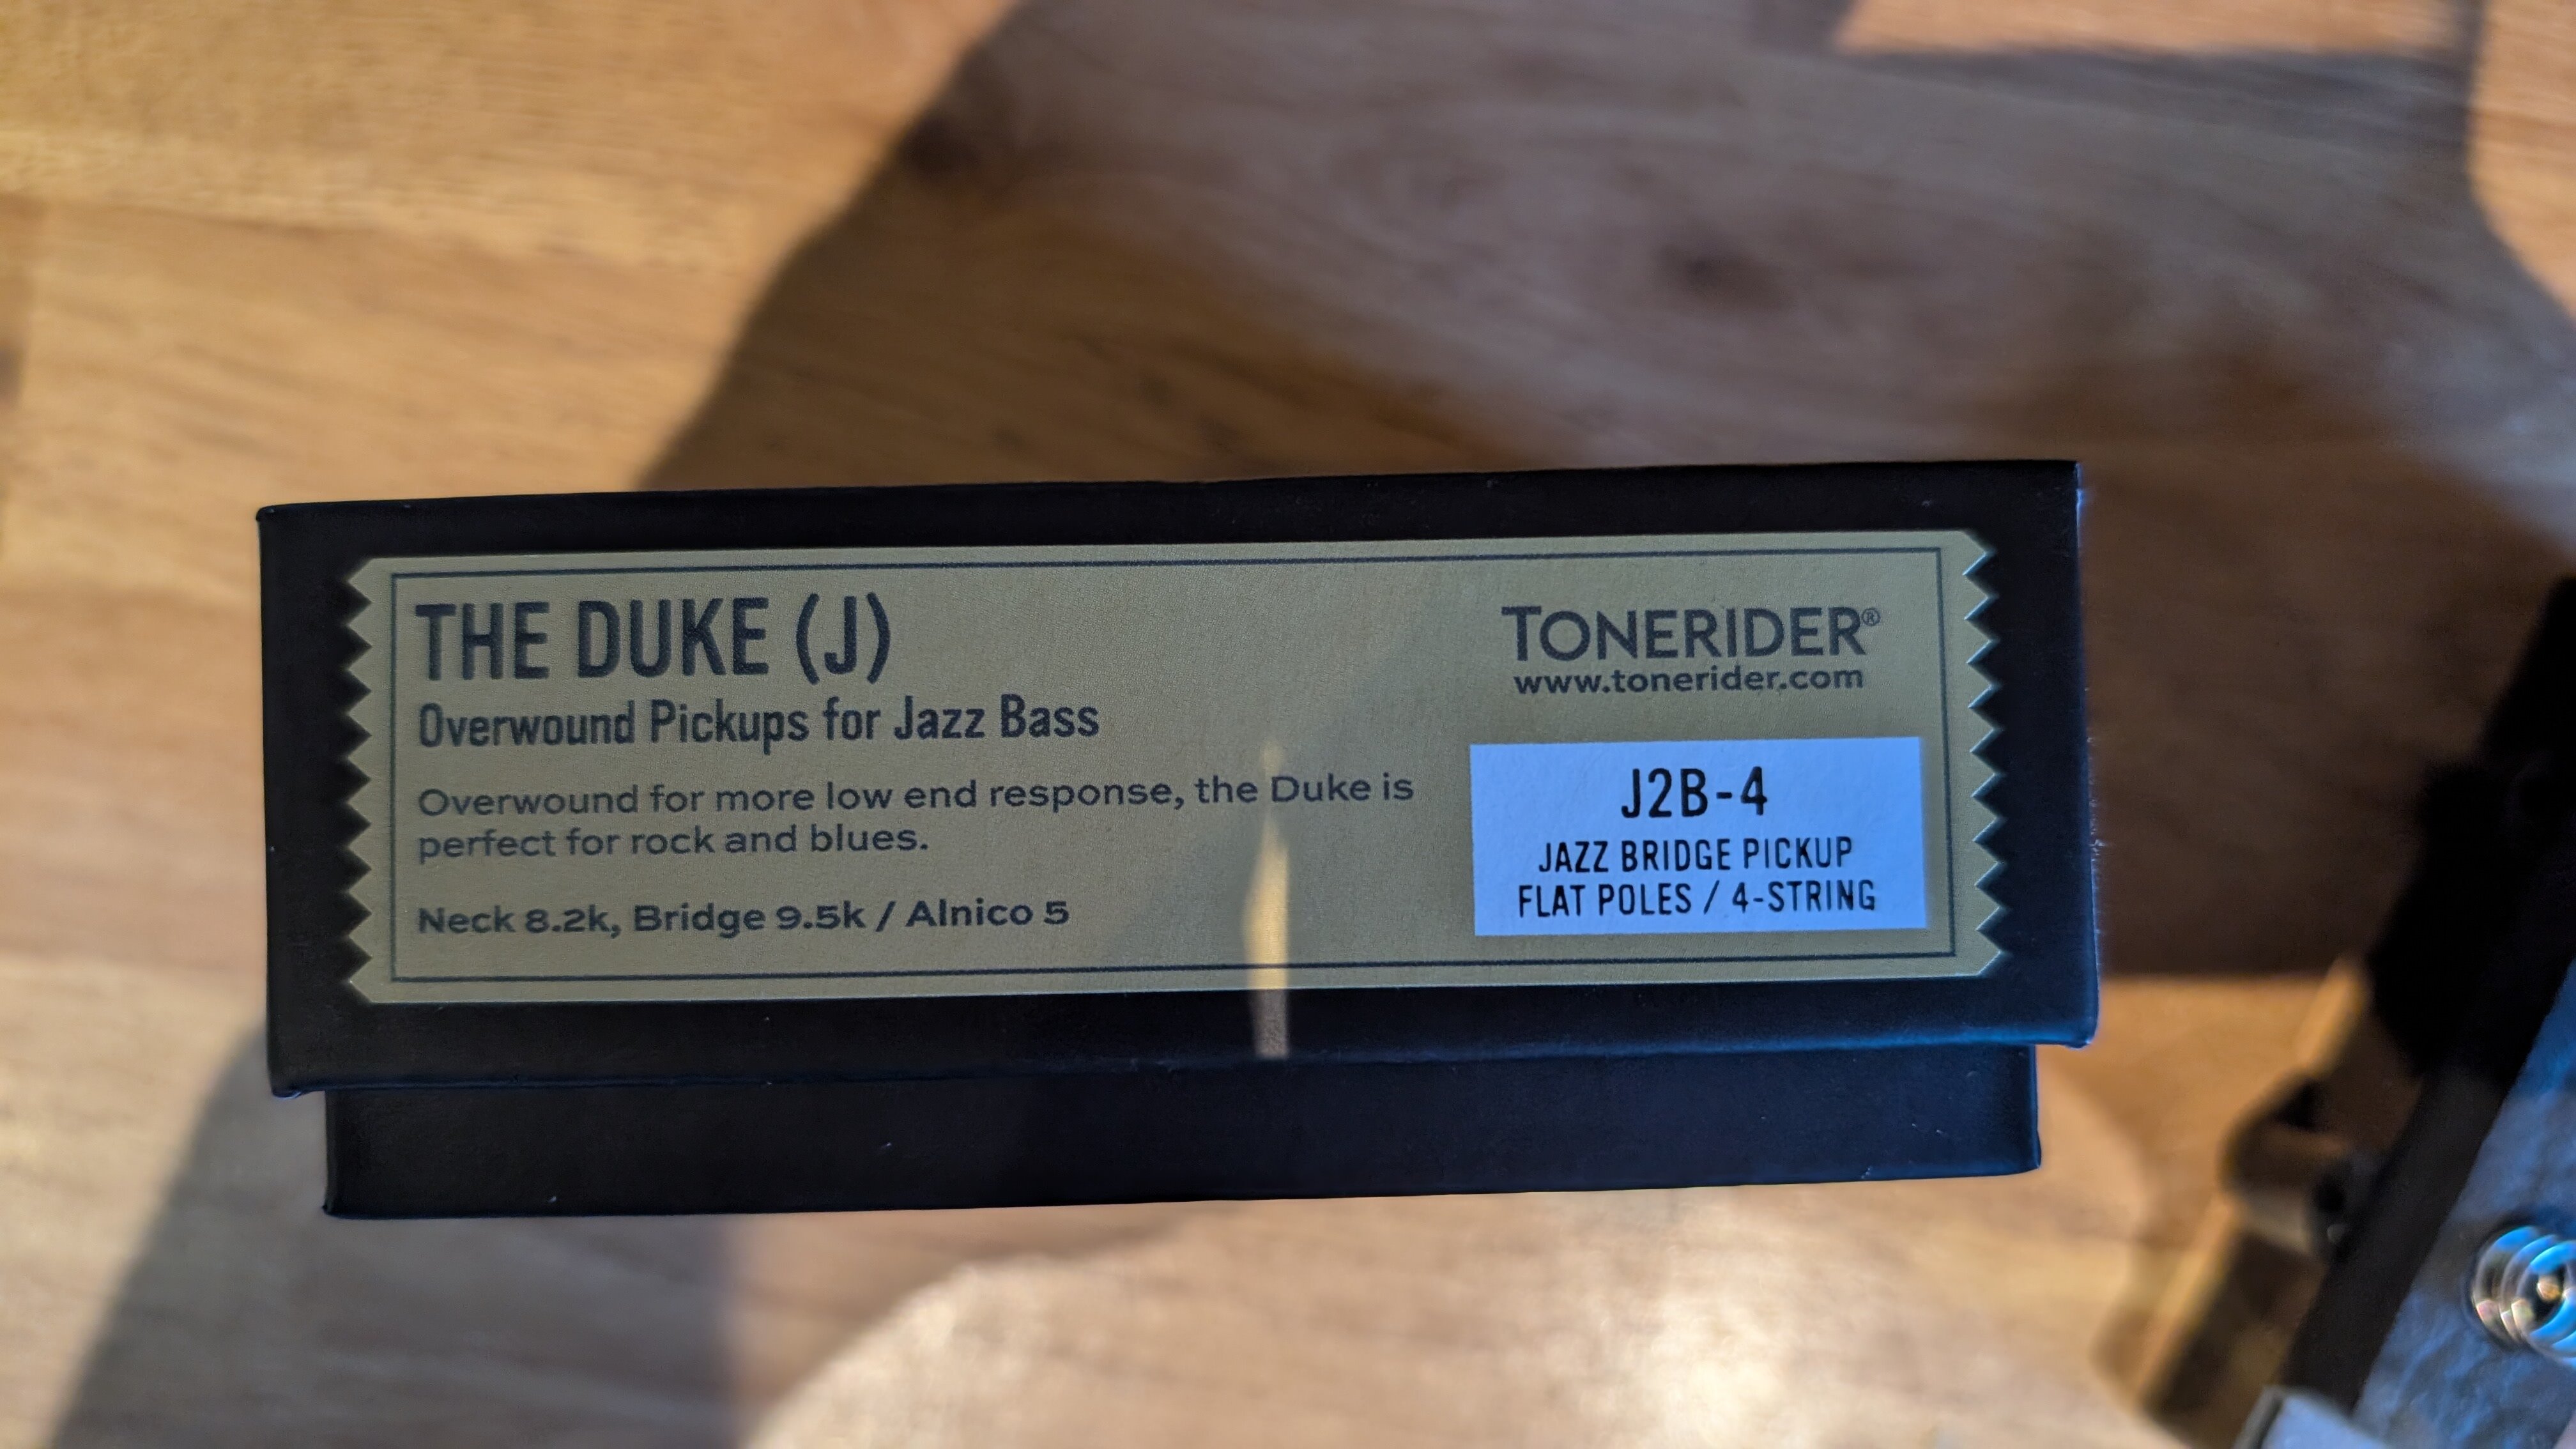 THE DUKE (J)
Overwound Pickups for Jazz Bass
Overwound for more low end response, the Duke is
perfect for rock and blues.
Neck 8.2k, Bridge 9.5k / Alnico 5
TONERIDER®
www.tonerider.com
J2B-4
JAZZ BRIDGE PICKUP
FLAT POLES / 4-STRING